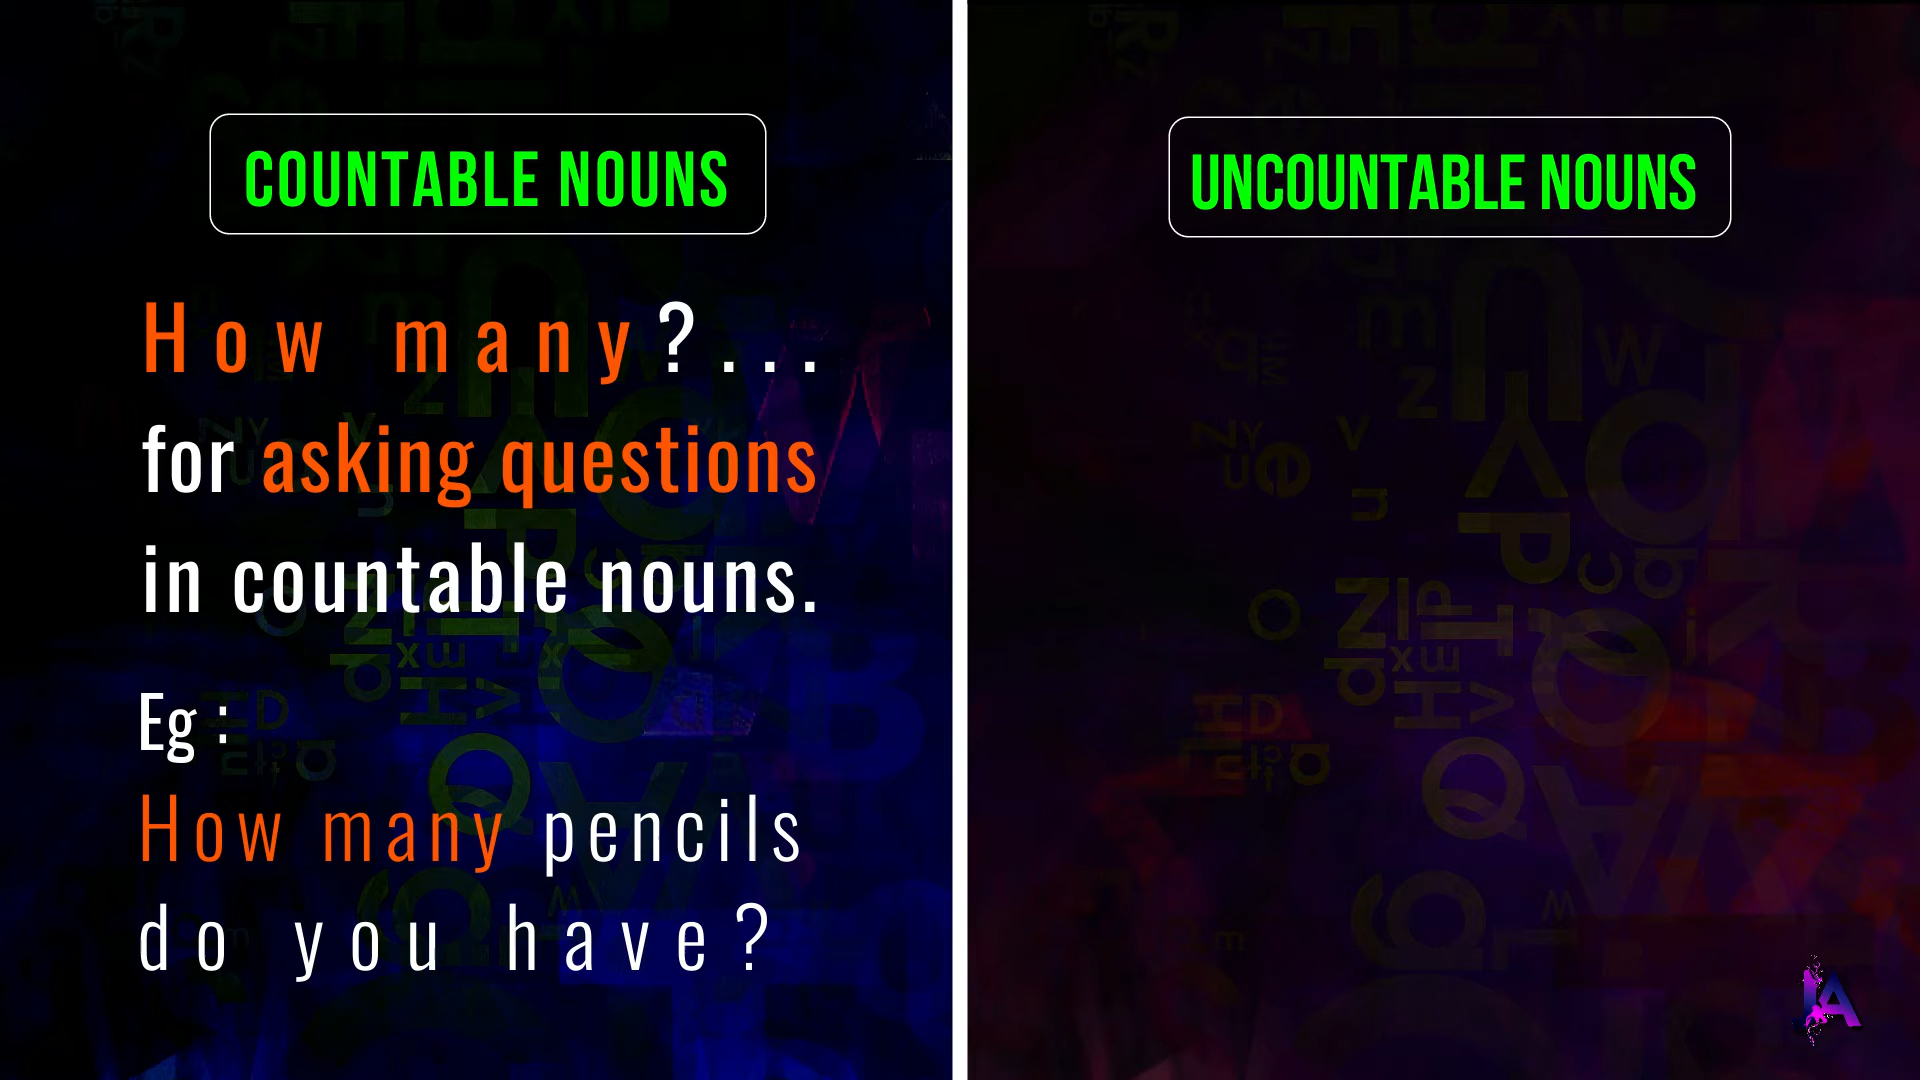 COUNTABLE NOUNS
How many?...
for asking questions
in countable nouns.
Eg :
How many pencils
do you have?
UNCOUNTABLE NOUNS